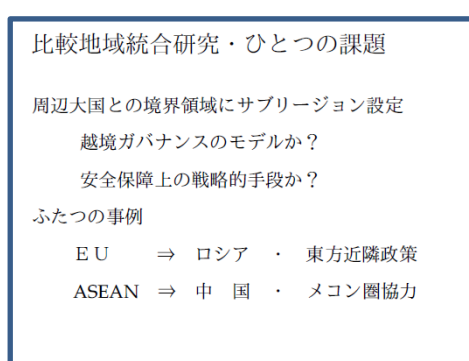 比較地域統合研究・ひとつの課題
周辺大国との境界領域にサブリージョン設定
越境ガバナンスのモデルか？
安全保障上の戦略的手段か？
ふたつの事例
ＥＵ ⇒ ロシア ・ 東方近隣政策
ASEAN ⇒ 中 国 ・ メコン圏協力